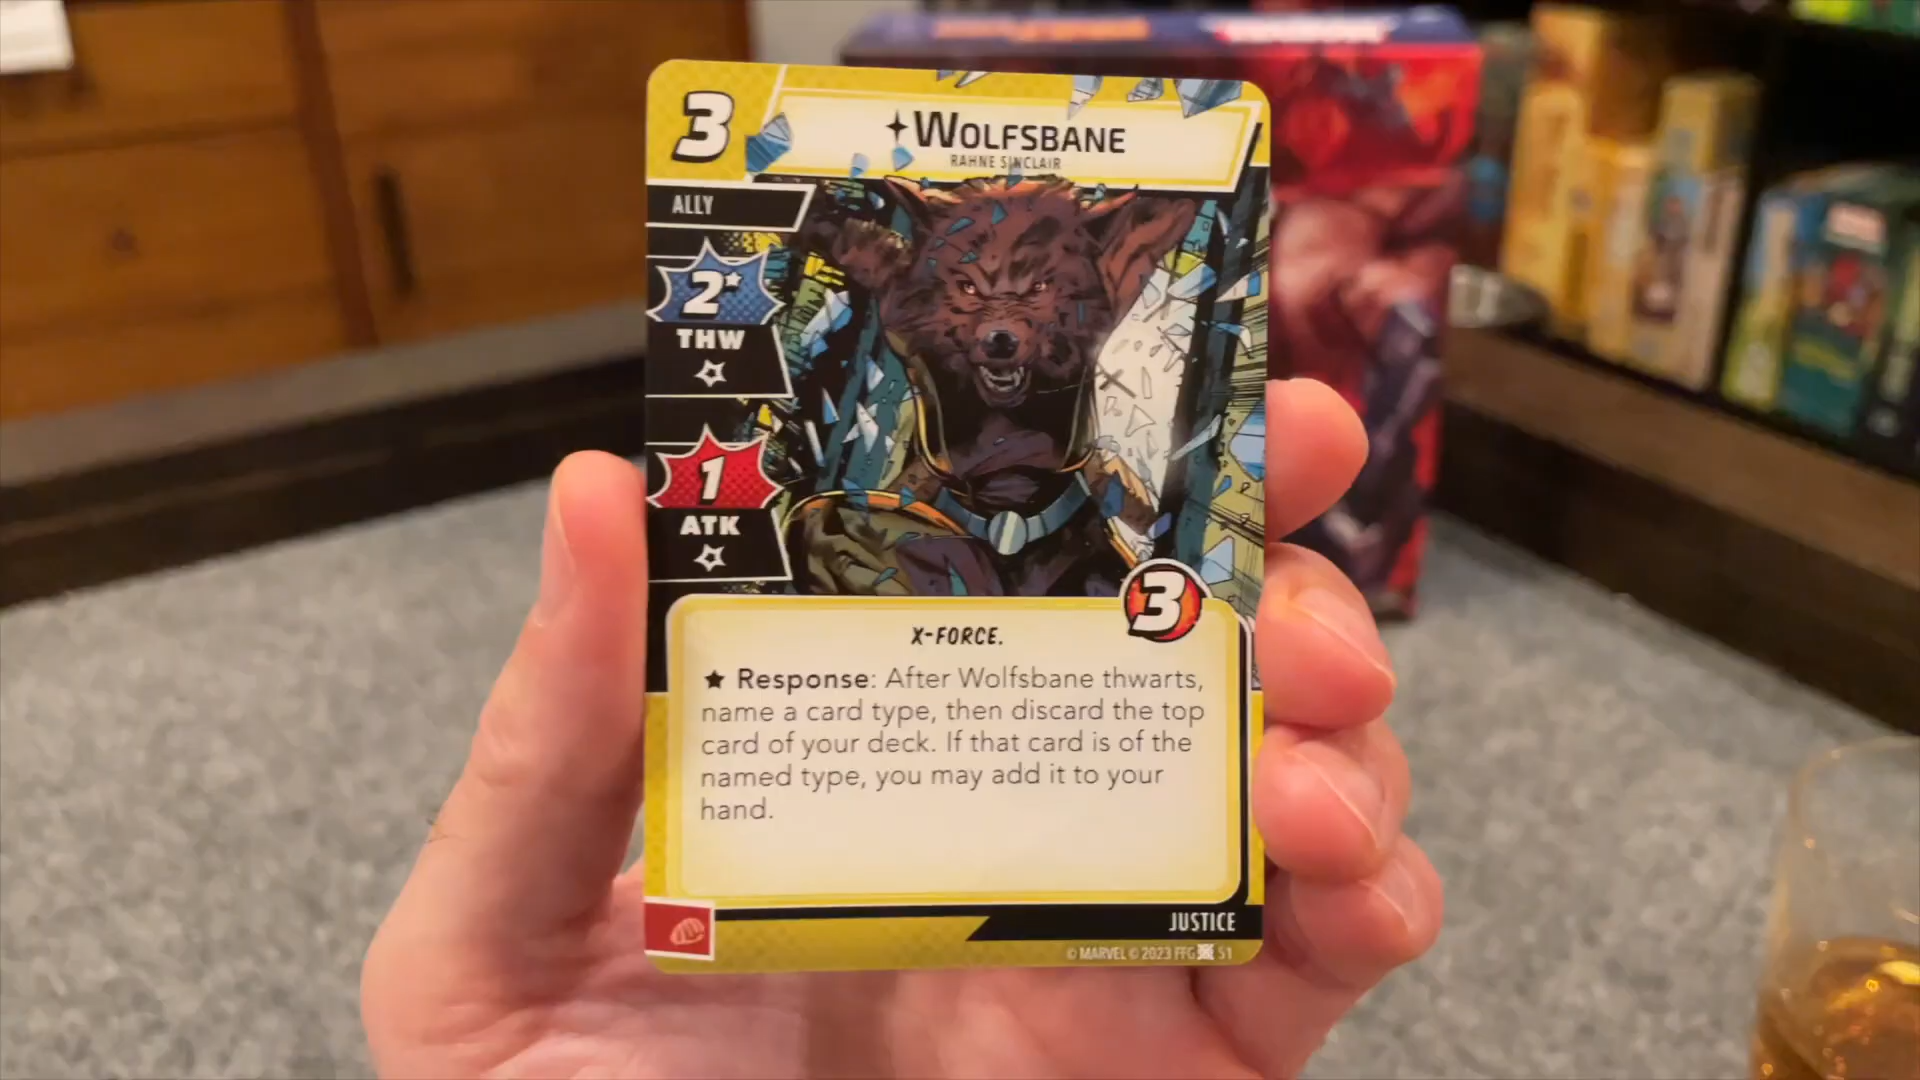 3
WOLFSBANE
RAHNE SINCLAIR
ALLY
2
THW
1
ATK
3
X-FORCE.
★ Response: After Wolfsbane thwarts,
name a card type, then discard the top
card of your deck. If that card is of the
named type, you may add it to your
hand.
JUSTICE
© MARVEL © 2023 FFG 51